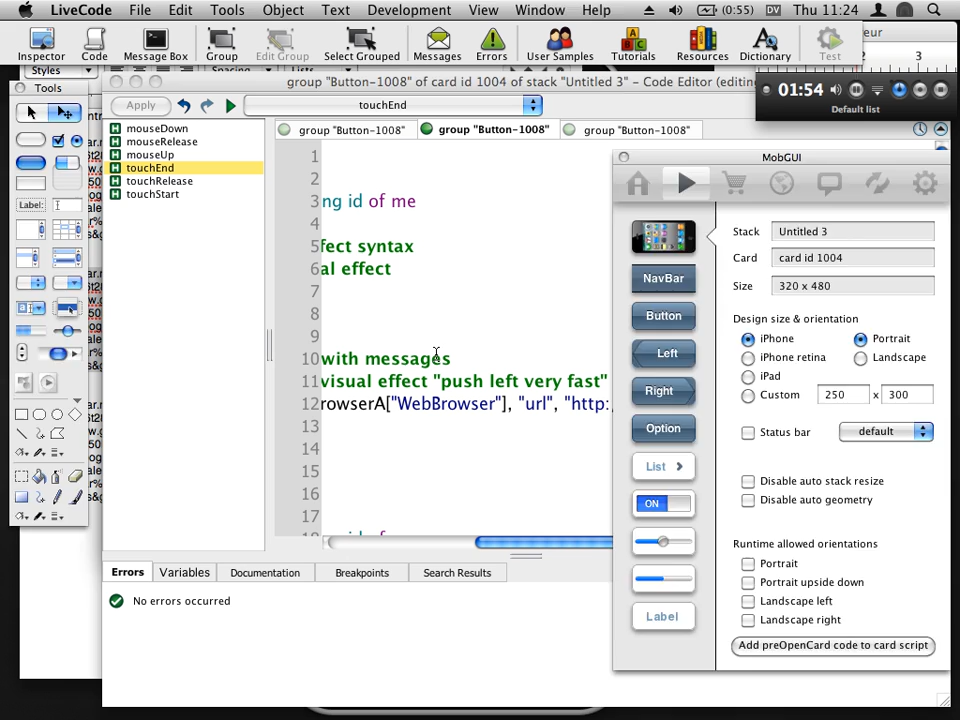 LiveCode File Edit Tools Object Text Development View Window Help (0:55) DV Thu 11:24
Inspector Code Message Box Group Edit Group Select Grouped Messages Errors User Samples Tutorials Resources Dictionary Test
eur
Styles
3
Tools
group "Button-1008" of card id 1004 of stack "Untitled 3" - Code Editor (editin
01:54
Default list
Apply
touchEnd
mouseDown
mouseRelease
mouseUp
touchEnd
touchRelease
touchStart
group "Button-1008"
group "Button-1008"
group "Button-1008"
1
2
3 ng id of me
4
5 fect syntax
6 al effect
7
8
9
10 with messages
11 visual effect "push left very fast"
12 rowserA["WebBrowser"], "url", "http:
13
14
15
16
17
Label:
Errors Variables Documentation Breakpoints Search Results
No errors occurred
MobGUI
NavBar
Button
Left
Right
Option
List
ON
Label
Stack Untitled 3
Card card id 1004
Size 320 x 480
Design size & orientation
iPhone Portrait
iPhone retina Landscape
iPad
Custom 250 x 300
Status bar default
Disable auto stack resize
Disable auto geometry
Runtime allowed orientations
Portrait
Portrait upside down
Landscape left
Landscape right
Add preOpenCard code to card script